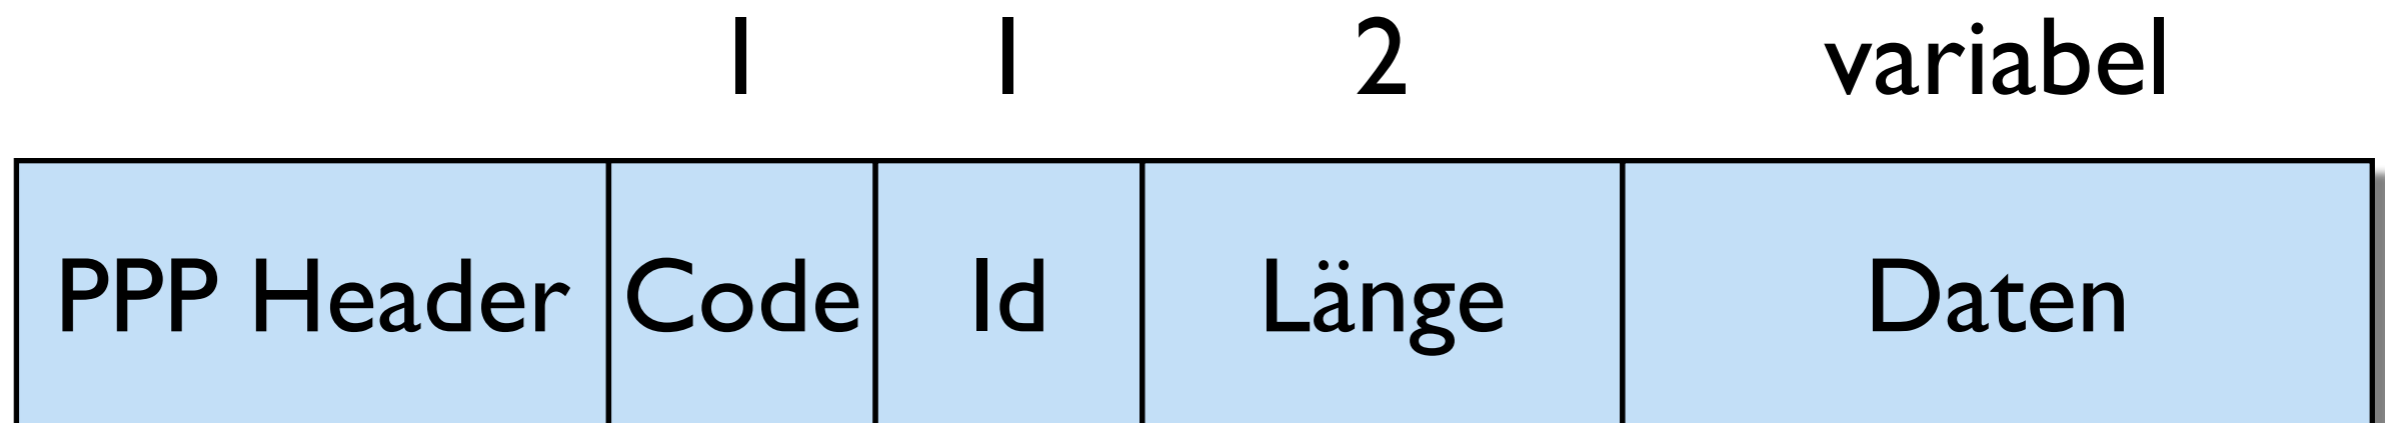 1 1 2 variabel
PPP Header Code Id Länge Daten